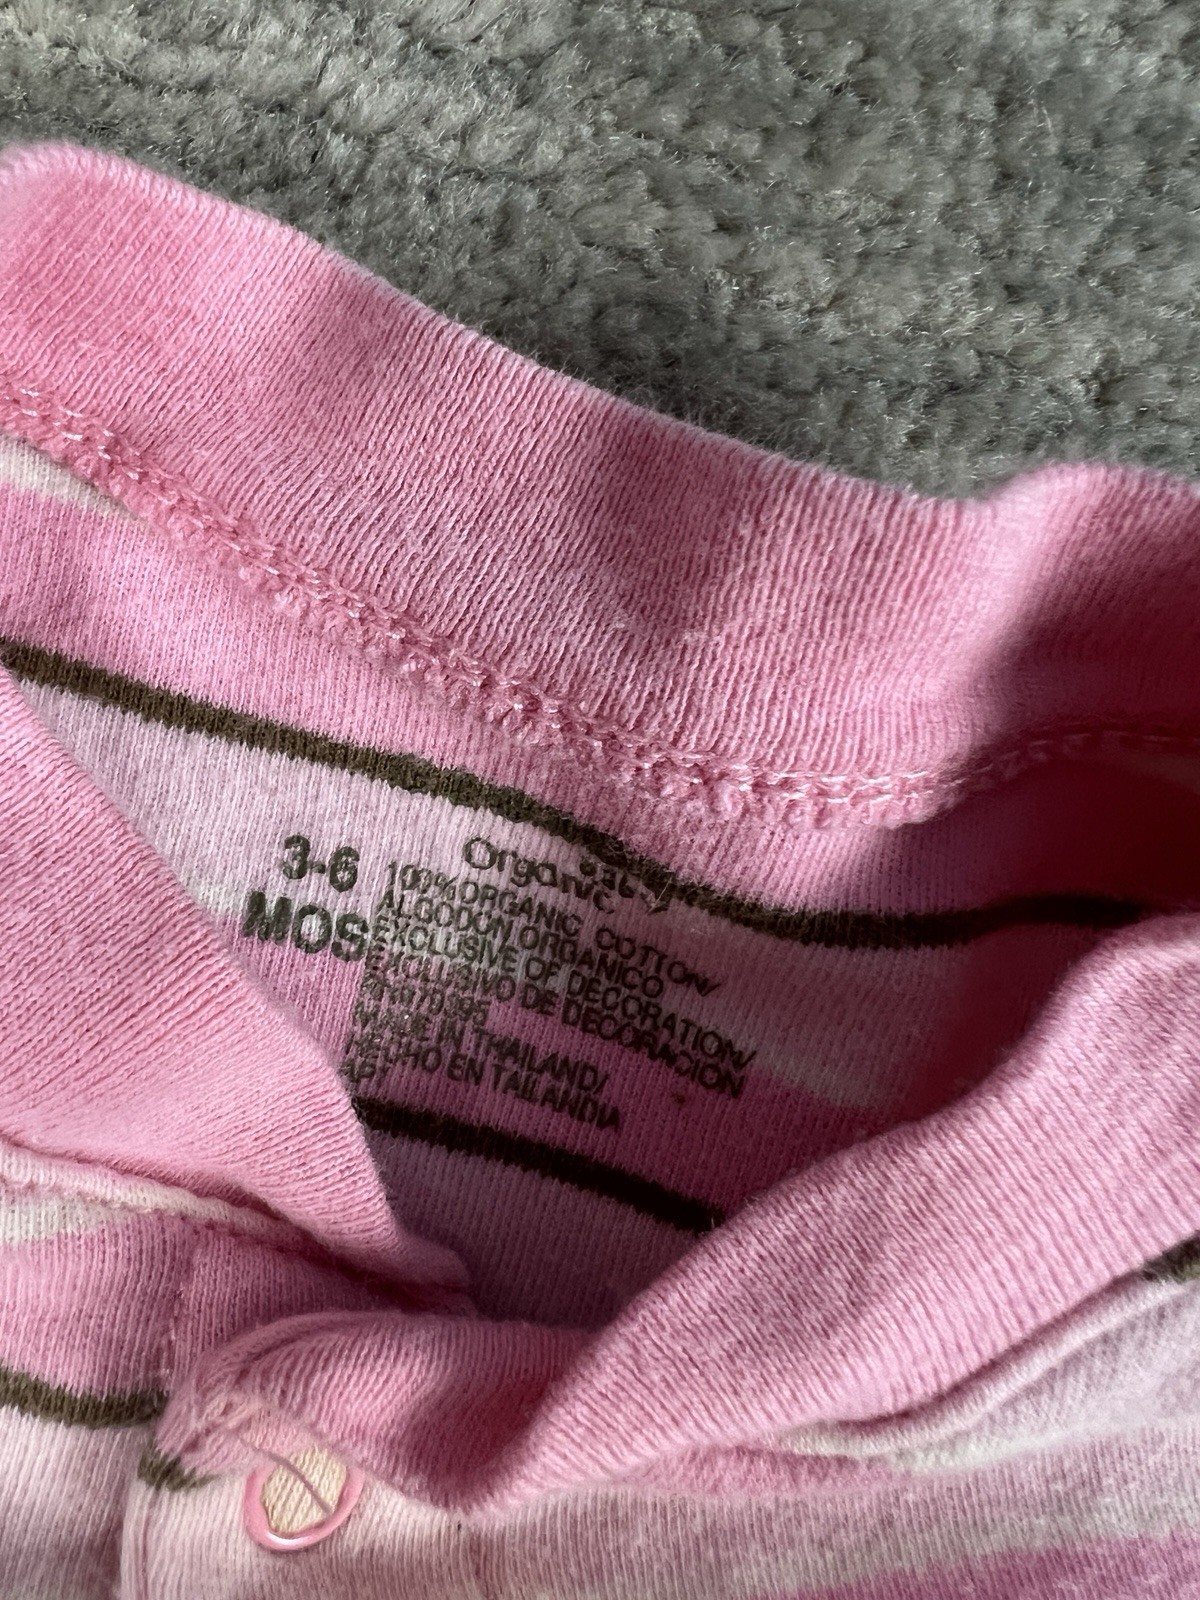 Organic
3-6
MOS
100% ORGANIC COTTON/
ALGODON ORGANICO
EXCLUSIVE OF DECORATION/
EXCLUSIVO DE DECORACION
MADE IN THAILAND/
HECHO EN TAILANDIA